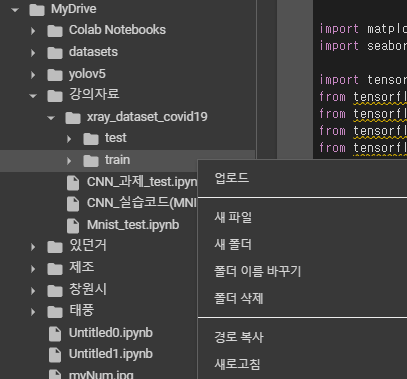 MyDrive
Colab Notebooks
datasets
yolov5
강의자료
xray_dataset_covid19
test
train
CNN_과제_test.ipyn
CNN_실습코드(MNI
Mnist_test.ipynb
있던거
제조
창원시
태풍
Untitled0.ipynb
Untitled1.ipynb
myNum.jpg
업로드
새 파일
새 폴더
폴더 이름 바꾸기
폴더 삭제
경로 복사
새로고침
import matplo
import seabor
import tensor
from tensorfl
from tensorfl
from tensorfl
from tensorfl